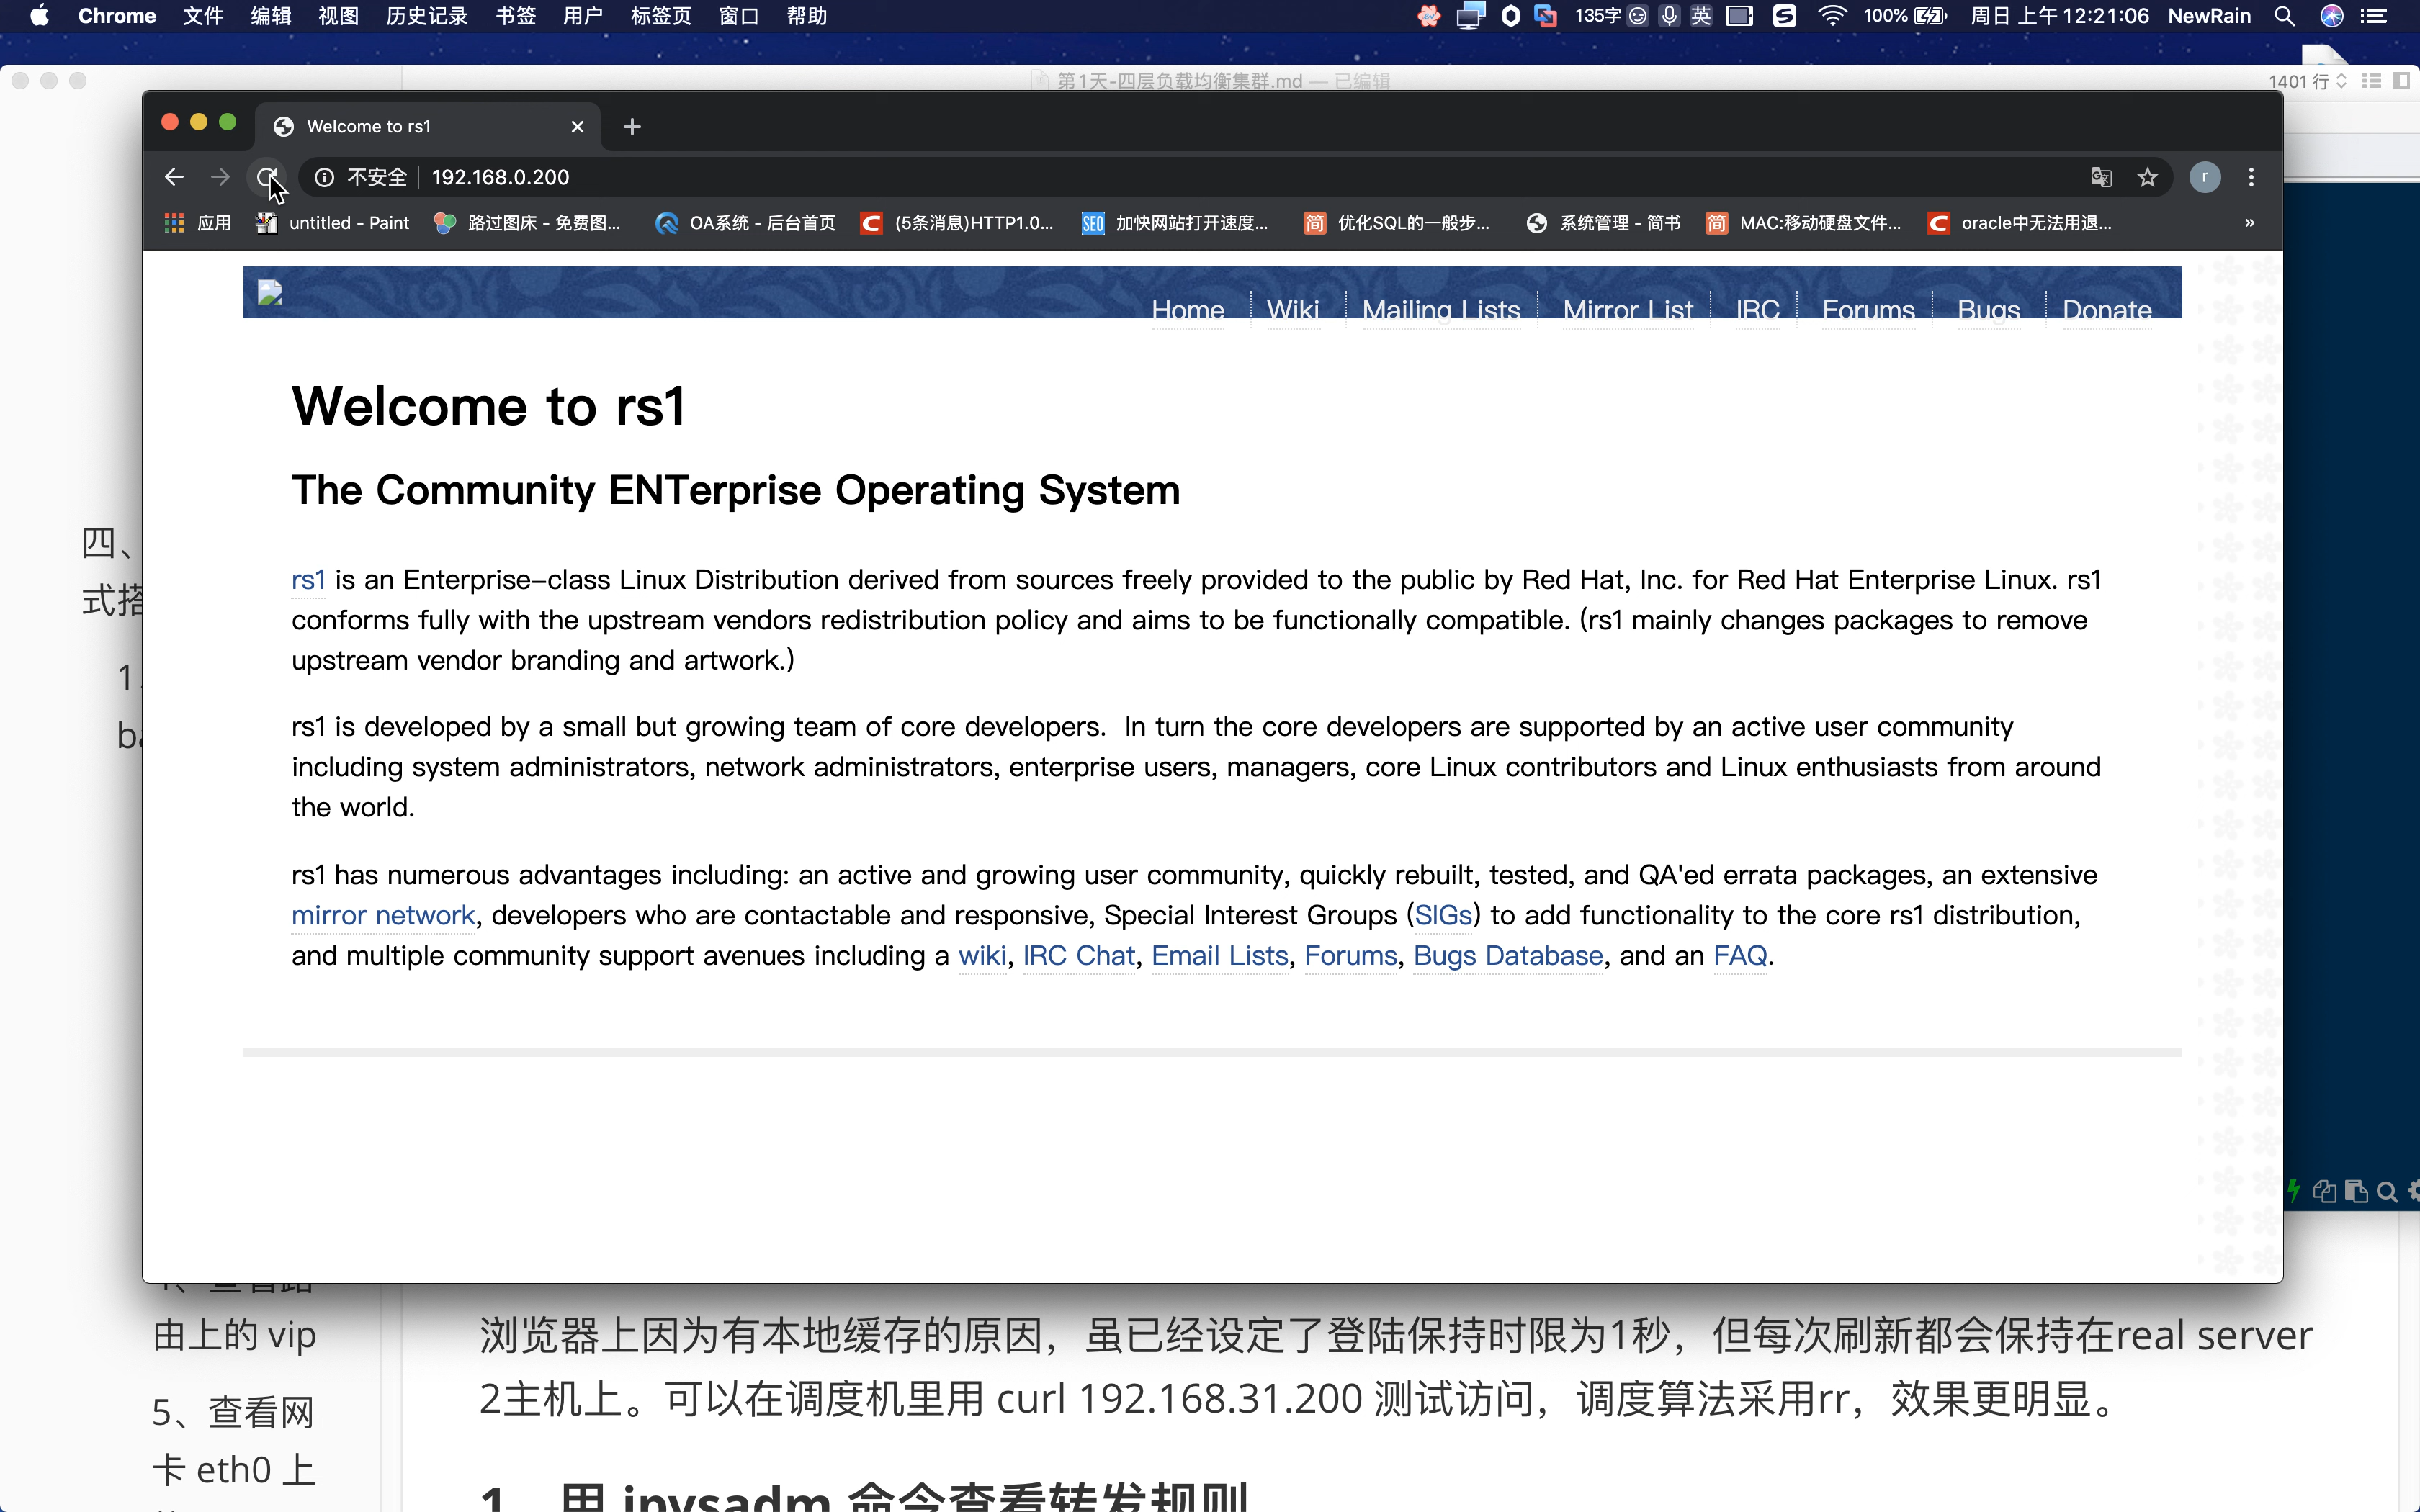 Chrome 文件 编辑 视图 历史记录 书签 用户 标签页 窗口 帮助 135字 英 100% 周日 上午12:21:06 NewRain
第1天-四层负载均衡集群.md — 已编辑 1401 行
Welcome to rs1
不安全 192.168.0.200 r
应用 untitled - Paint 路过图床 - 免费图... OA系统 - 后台首页 (5条消息)HTTP1.0... SEO 加快网站打开速度... 简 优化SQL的一般步... 系统管理 - 简书 简 MAC:移动硬盘文件... oracle中无法用退... »
Home Wiki Mailing Lists Mirror List IRC Forums Bugs Donate
Welcome to rs1
The Community ENTerprise Operating System
rs1 is an Enterprise-class Linux Distribution derived from sources freely provided to the public by Red Hat, Inc. for Red Hat Enterprise Linux. rs1
conforms fully with the upstream vendors redistribution policy and aims to be functionally compatible. (rs1 mainly changes packages to remove
upstream vendor branding and artwork.)
rs1 is developed by a small but growing team of core developers.  In turn the core developers are supported by an active user community
including system administrators, network administrators, enterprise users, managers, core Linux contributors and Linux enthusiasts from around
the world.
rs1 has numerous advantages including: an active and growing user community, quickly rebuilt, tested, and QA'ed errata packages, an extensive
mirror network, developers who are contactable and responsive, Special Interest Groups (SIGs) to add functionality to the core rs1 distribution,
and multiple community support avenues including a wiki, IRC Chat, Email Lists, Forums, Bugs Database, and an FAQ.
四、
式搭
1
由上的 vip
5、查看网
卡 eth0 上
浏览器上因为有本地缓存的原因，虽已经设定了登陆保持时限为1秒，但每次刷新都会保持在real server
2主机上。可以在调度机里用 curl 192.168.31.200 测试访问，调度算法采用rr，效果更明显。
1、用 ipvsadm 命令查看转发规则